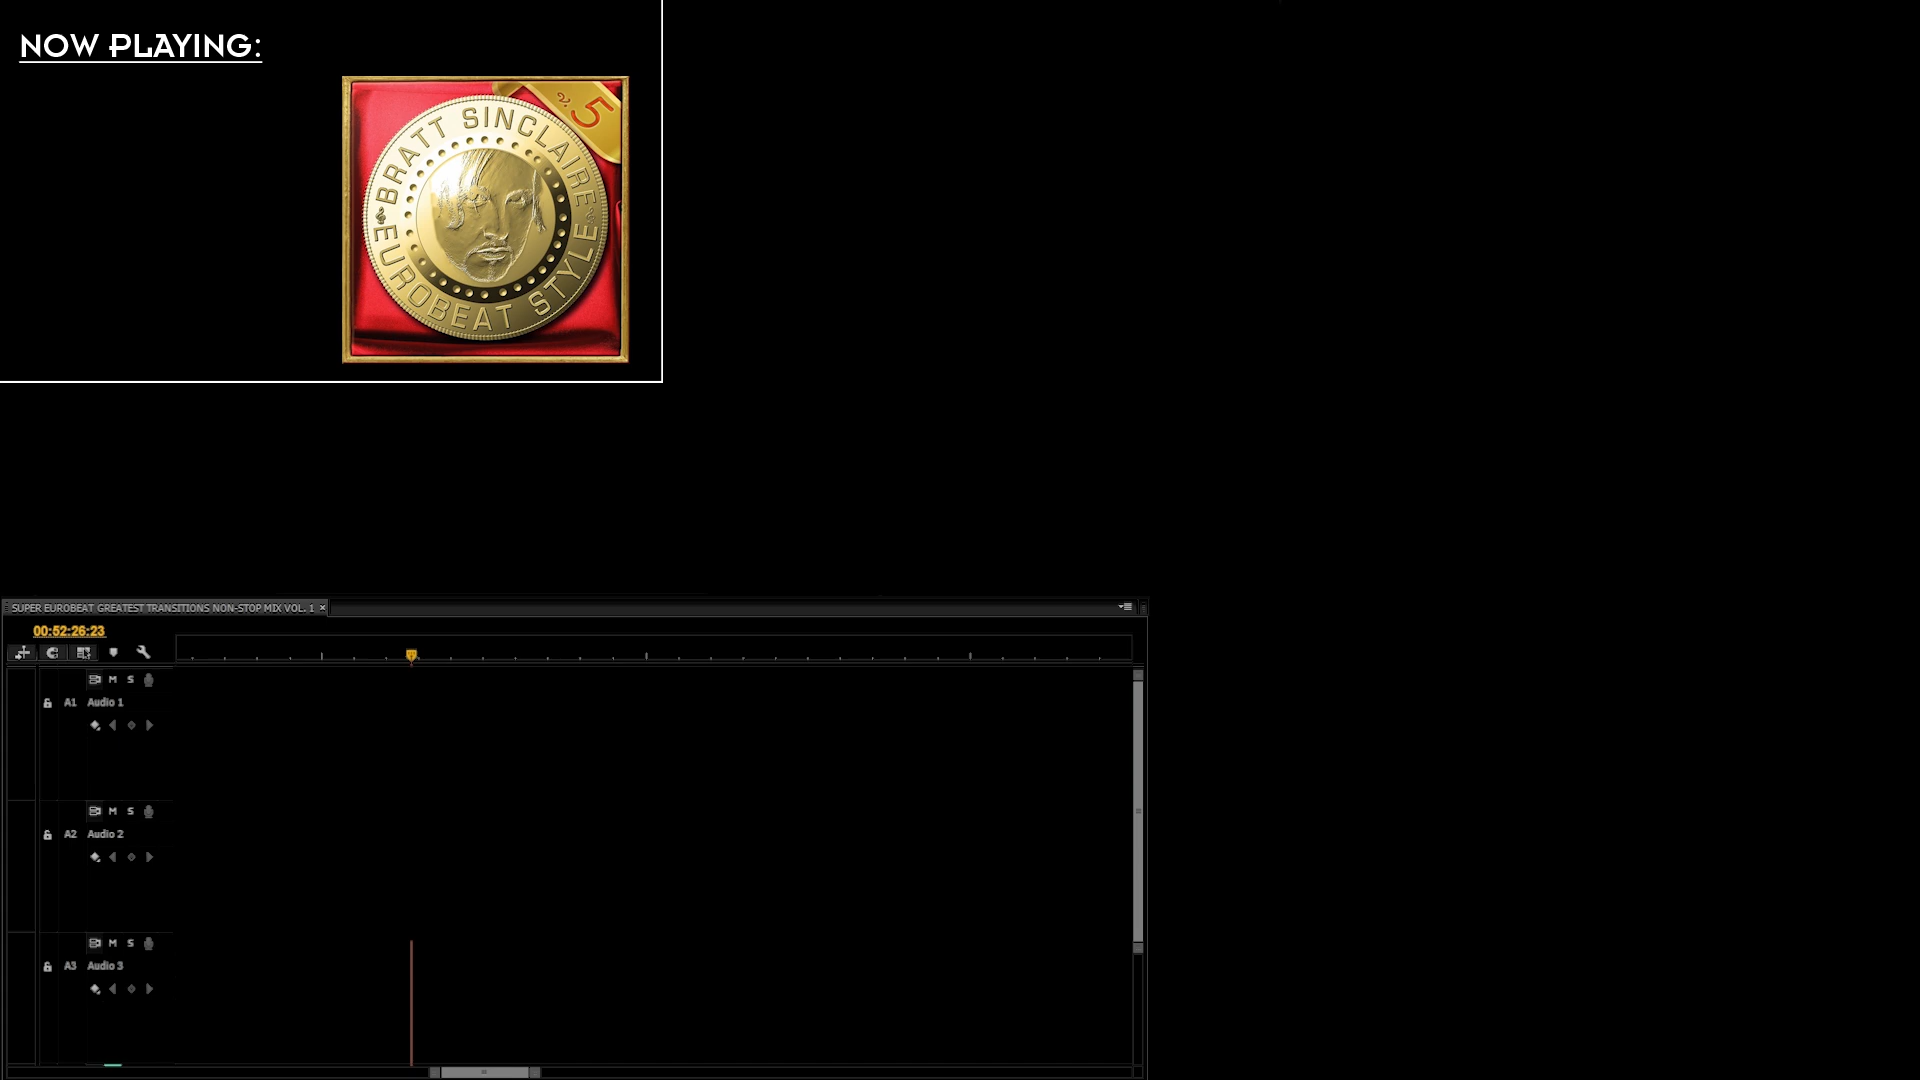 NOW PLAYING:
v.5
BRATT SINCLAIRE
EUROBEAT STYLE
SUPER EUROBEAT GREATEST TRANSITIONS NON-STOP MIX VOL. 1 ×
00:52:26:23
M S
A1 Audio 1
M S
A2 Audio 2
M S
A3 Audio 3